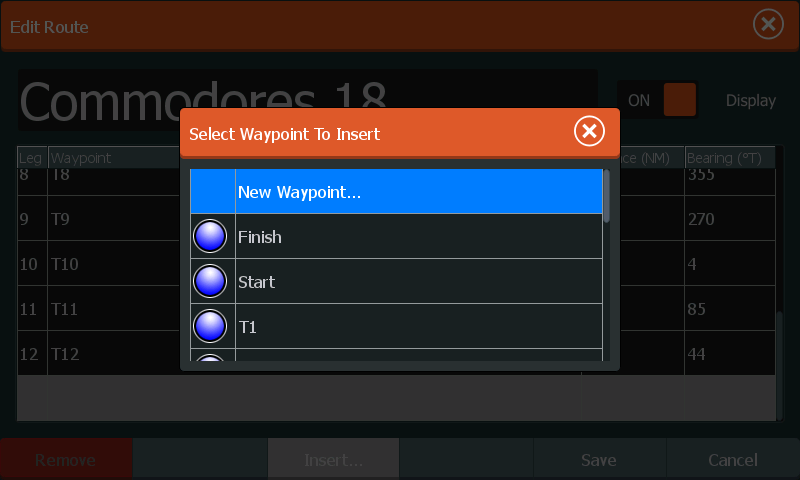 Edit Route
Commodores 18
ON
Display
Select Waypoint To Insert
Leg Waypoint (NM) Bearing (°T)
New Waypoint...
8 T8 355
Finish
9 T9 270
Start
10 T10 4
T1
11 T11 85
12 T12 44
Remove Insert... Save Cancel